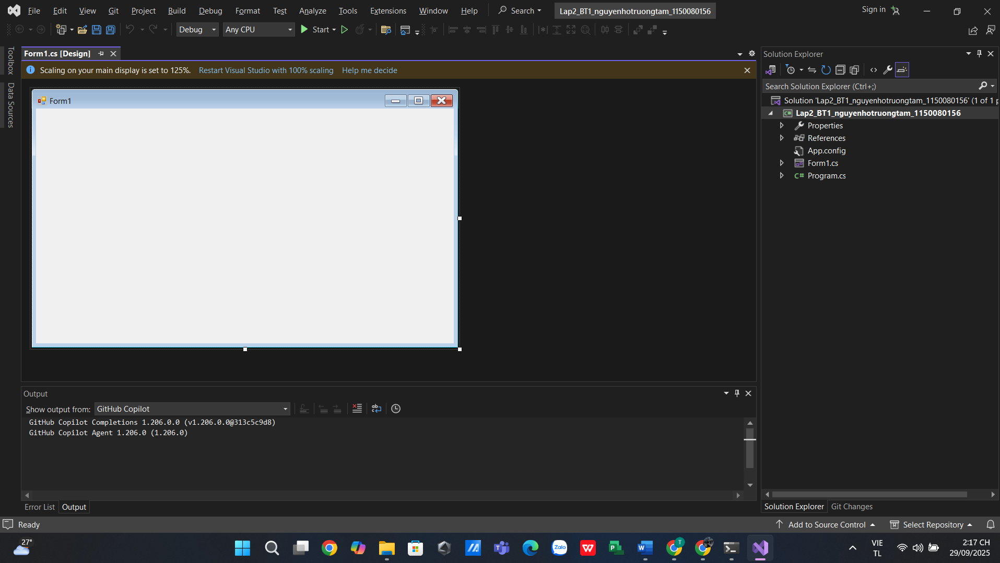 File Edit View Git Project Build Debug Format Test Analyze Tools Extensions Window Help Search Lap2_BT1_nguyenhotruongtam_1150080156 Sign in
Debug Any CPU Start
Toolbox
Data Sources
Form1.cs [Design]
Scaling on your main display is set to 125%. Restart Visual Studio with 100% scaling Help me decide
Form1
Solution Explorer
Search Solution Explorer (Ctrl+;)
Solution 'Lap2_BT1_nguyenhotruongtam_1150080156' (1 of 1 p
C# Lap2_BT1_nguyenhotruongtam_1150080156
Properties
References
App.config
Form1.cs
C# Program.cs
Output
Show output from: GitHub Copilot
GitHub Copilot Completions 1.206.0.0 (v1.206.0.0@313c5c9d8)
GitHub Copilot Agent 1.206.0 (1.206.0)
Error List Output
Solution Explorer Git Changes
Ready
Add to Source Control Select Repository
27°
Zalo
T
VIE
TL
2:17 CH
29/09/2025